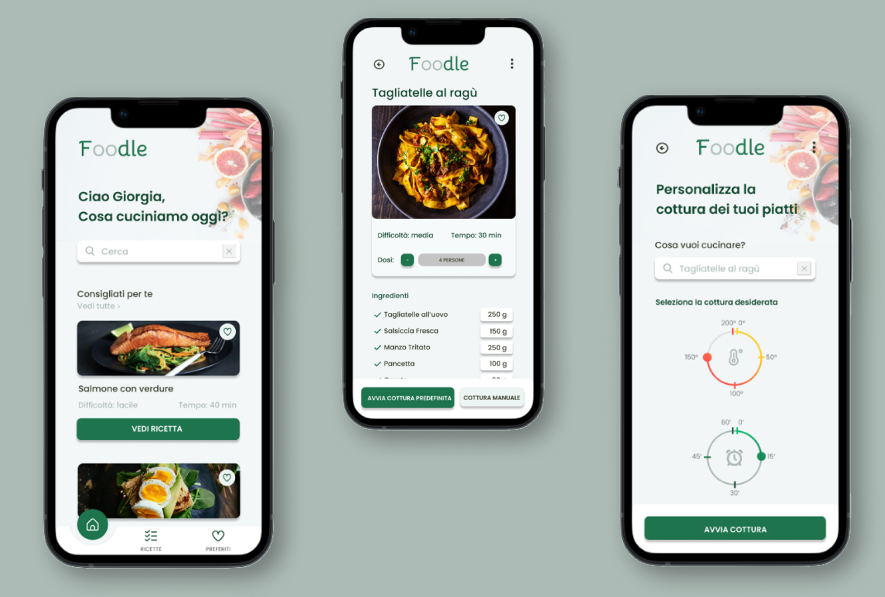 Foodle
Ciao Giorgia,
Cosa cuciniamo oggi?
Cerca
Consigliati per te
Vedi tutte >
Salmone con verdure
Difficoltà: facile Tempo: 40 min
VEDI RICETTA
RICETTE PREFERITI
Foodle
Tagliatelle al ragù
Difficoltà: media Tempo: 30 min
Dosi: - 4 PERSONE +
Ingredienti
Tagliatelle all'uovo 250 g
Salsiccia Fresca 150 g
Manzo Tritato 250 g
Pancetta 100 g
AVVIA COTTURA PREDEFINITA COTTURA MANUALE
Foodle
Personalizza la
cottura dei tuoi piatti
Cosa vuoi cucinare?
Tagliatelle al ragù
Seleziona la cottura desiderata
200° 0°
150° 50°
100°
60' 0'
45' 15'
30'
AVVIA COTTURA